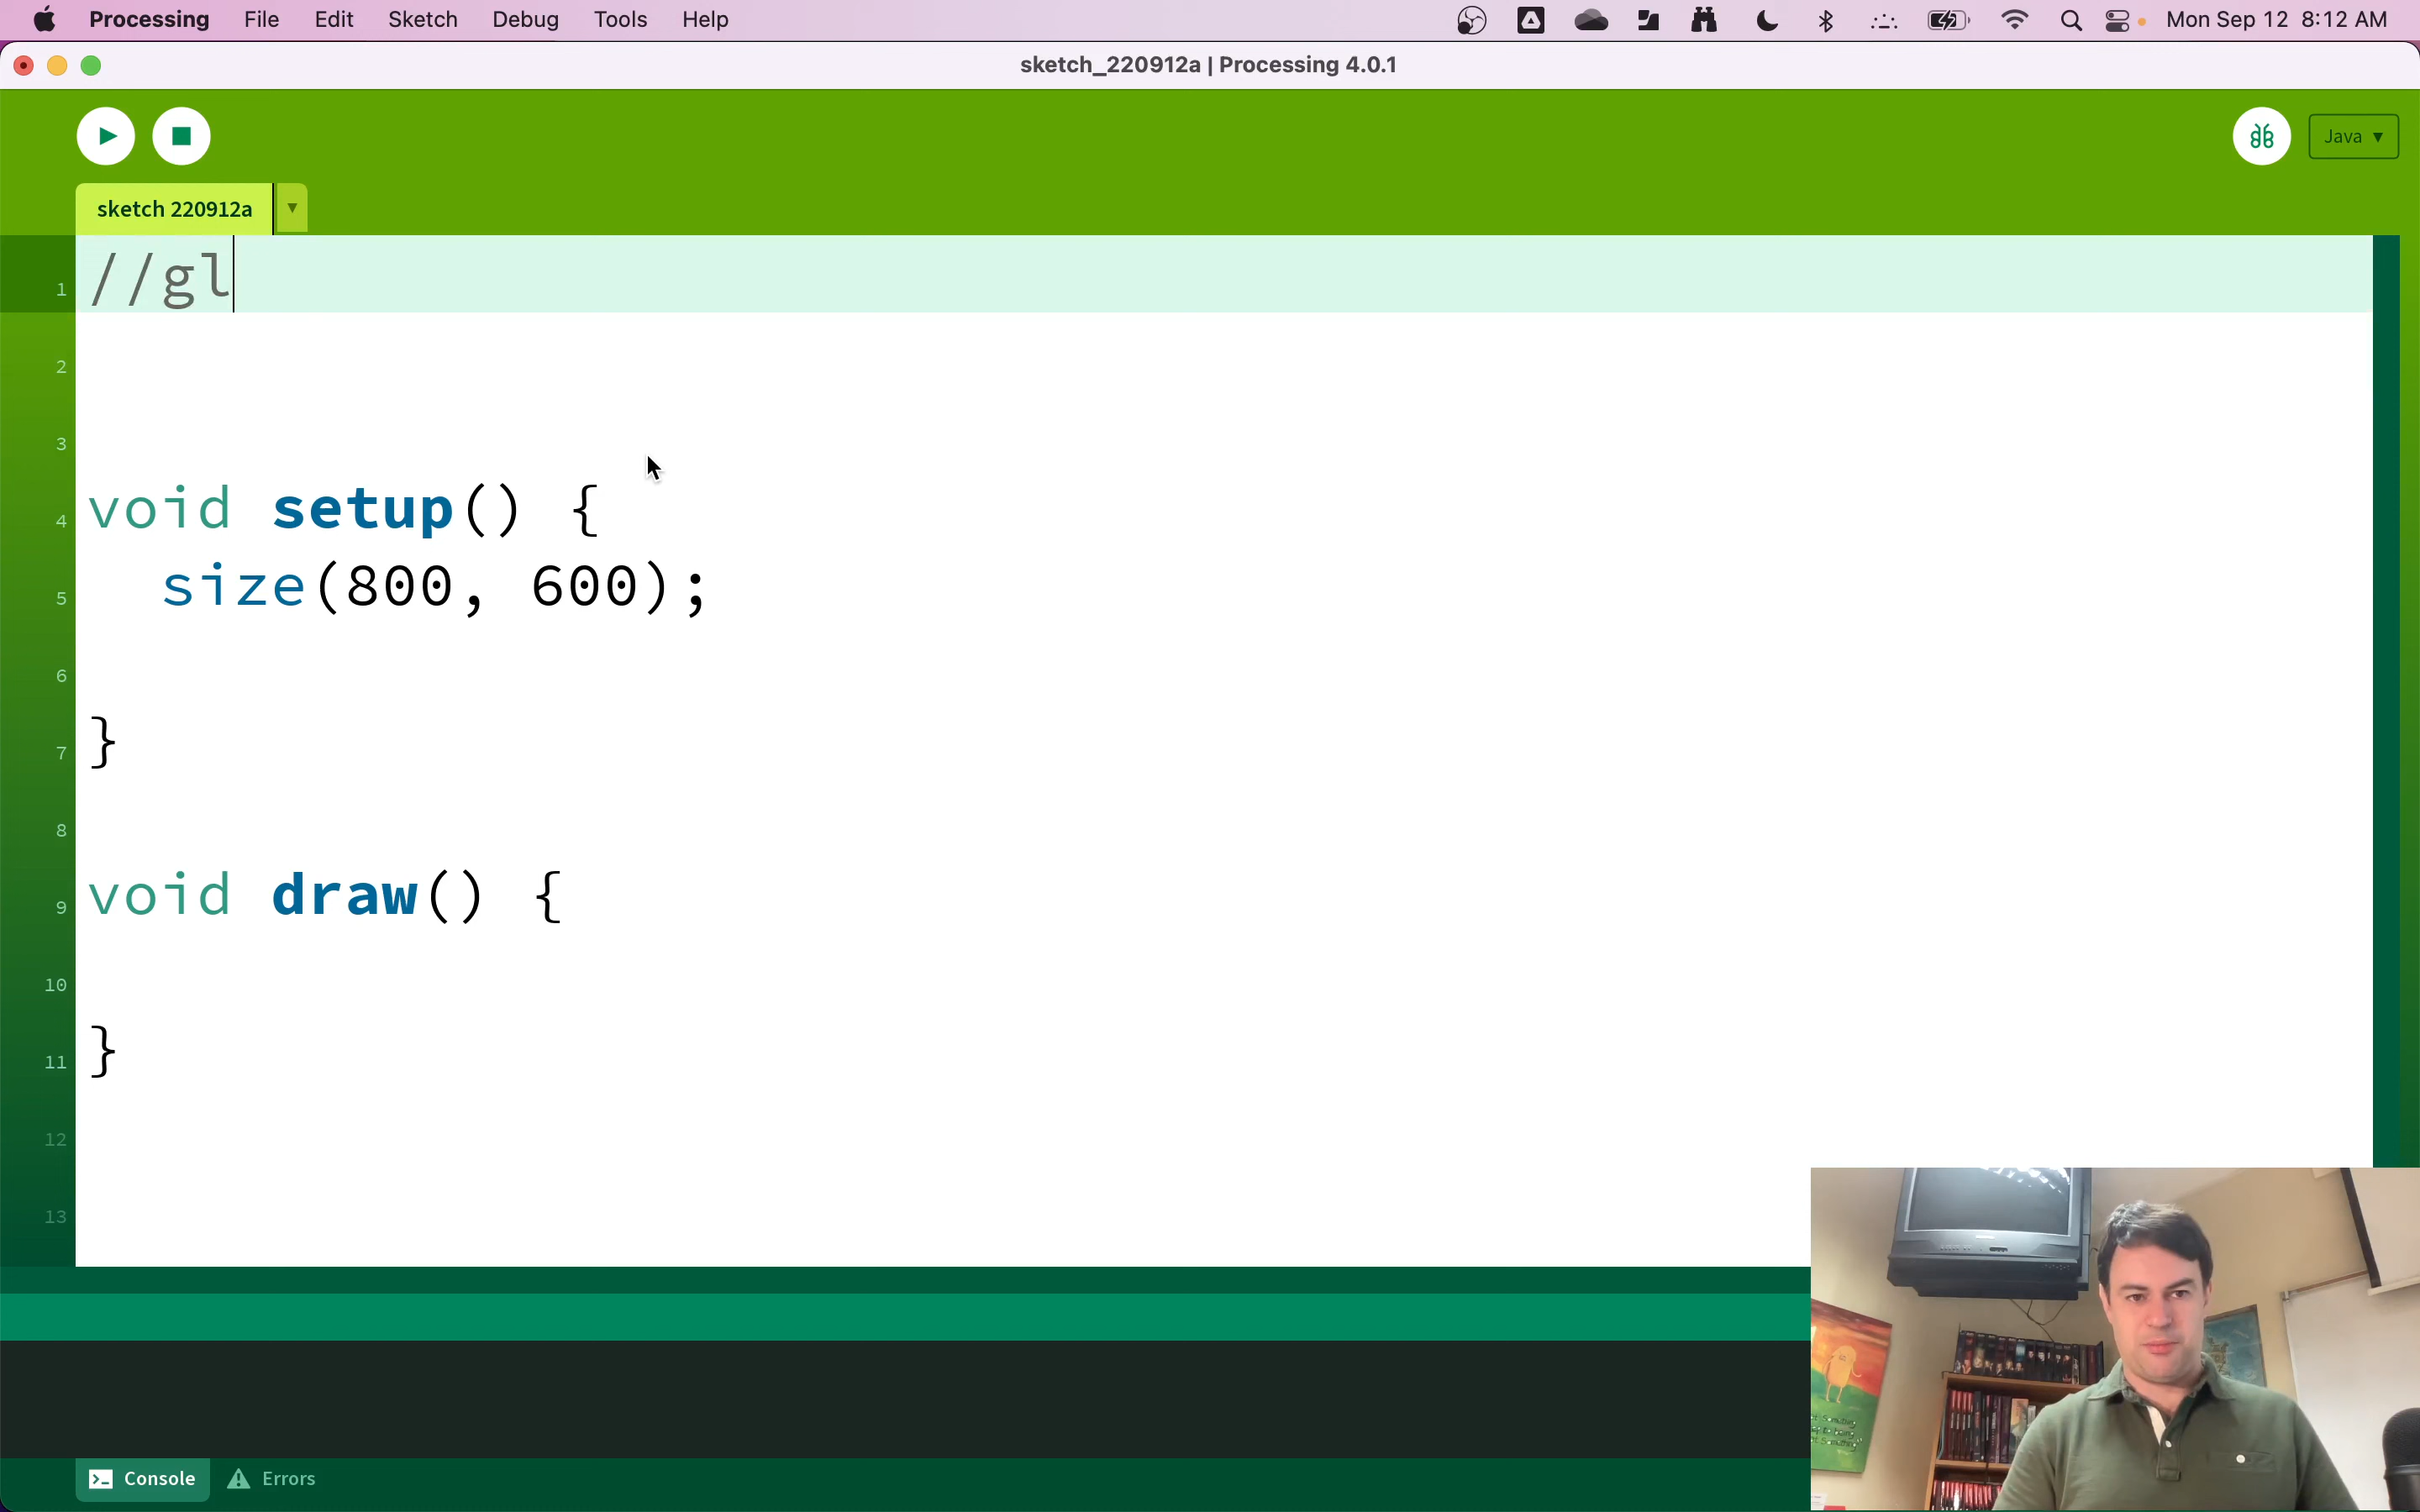 Processing File Edit Sketch Debug Tools Help Mon Sep 12 8:12 AM
sketch_220912a | Processing 4.0.1
Java ▾
sketch 220912a ▾
1 //gl
2
3
4 void setup() {
5 size(800, 600);
6
7 }
8
9 void draw() {
10
11 }
12
13
Console Errors